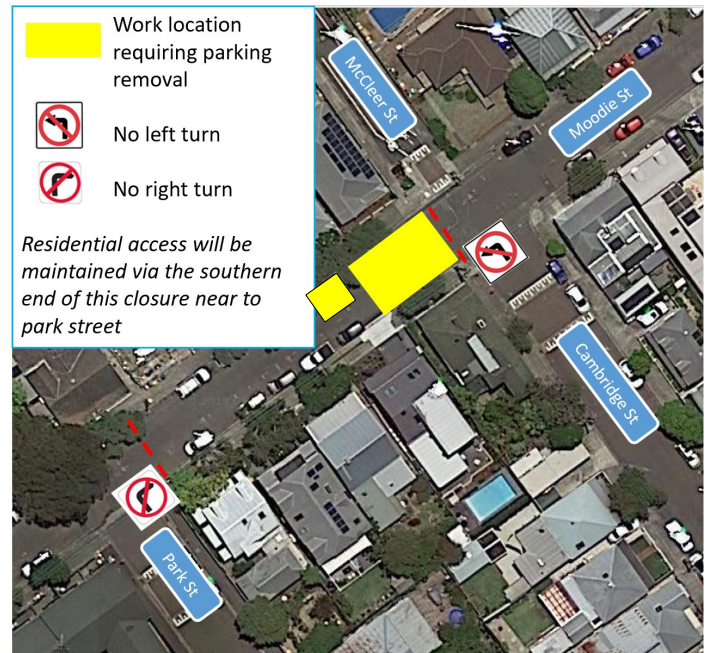 Work location
requiring parking
removal
No left turn
No right turn
Residential access will be
maintained via the southern
end of this closure near to
park street
McCleer St
Moodie St
Cambridge St
Park St